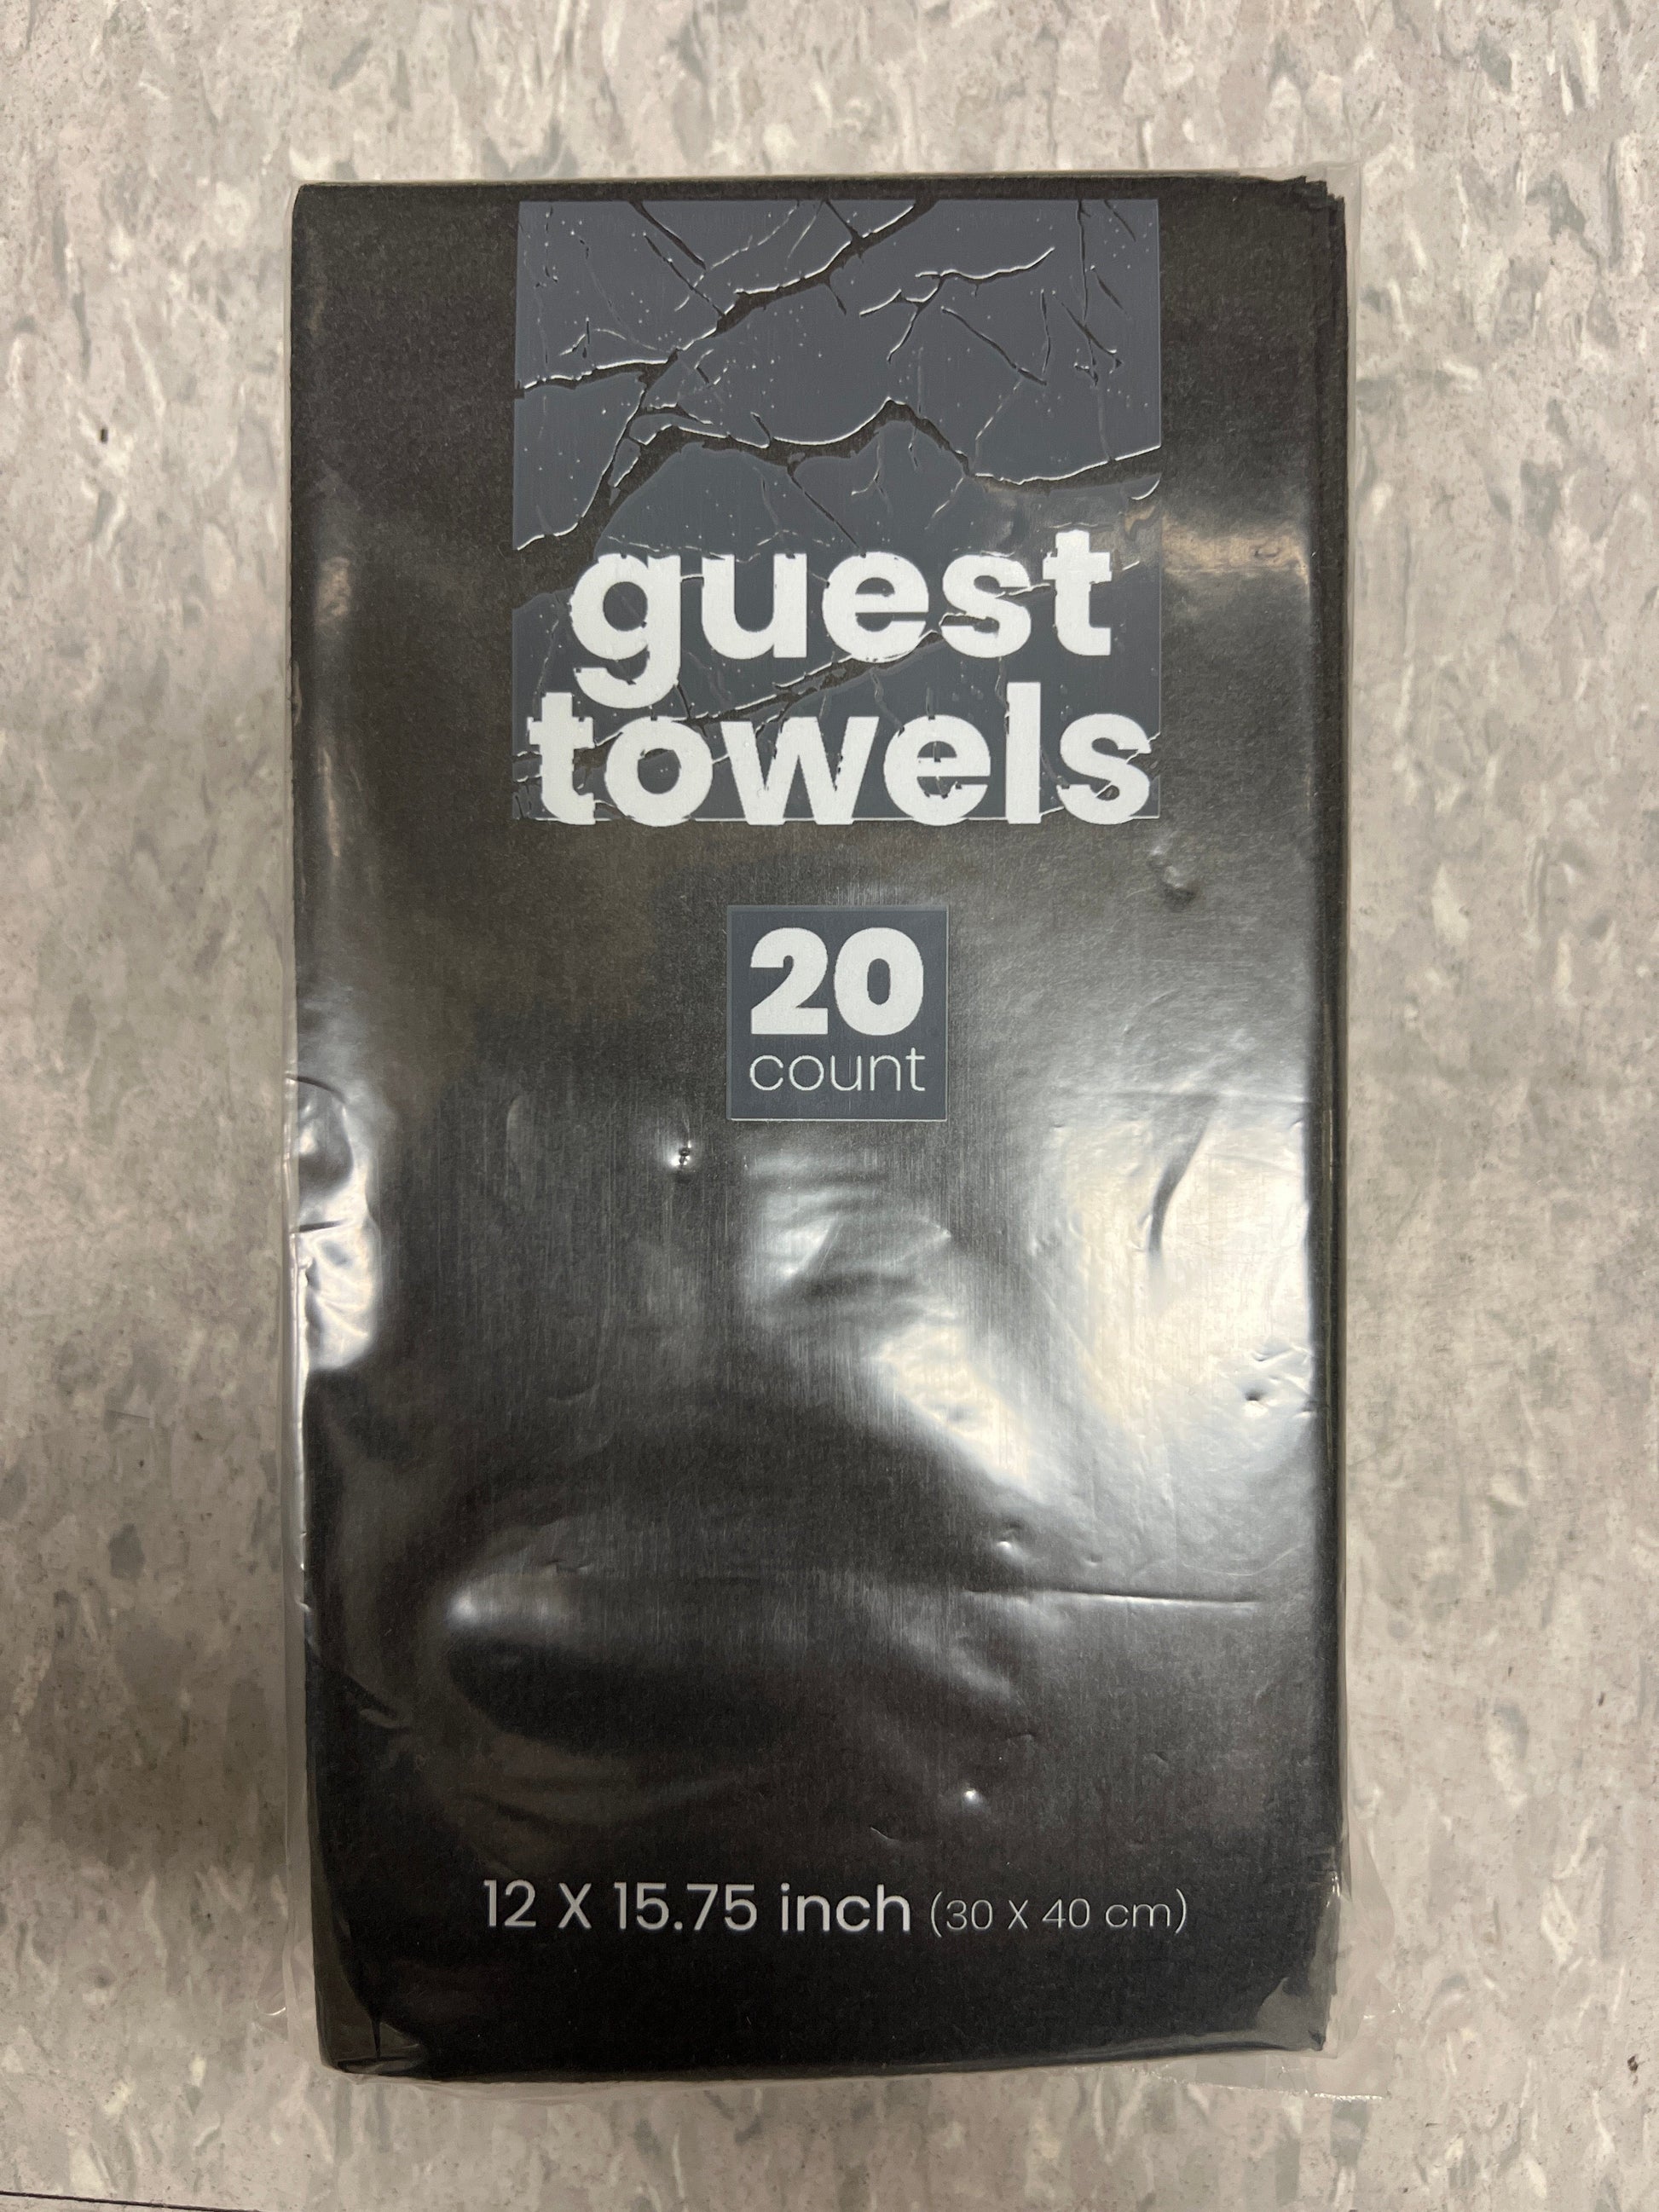 guest
towels
20
count
12 X 15.75 inch (30 X 40 cm)